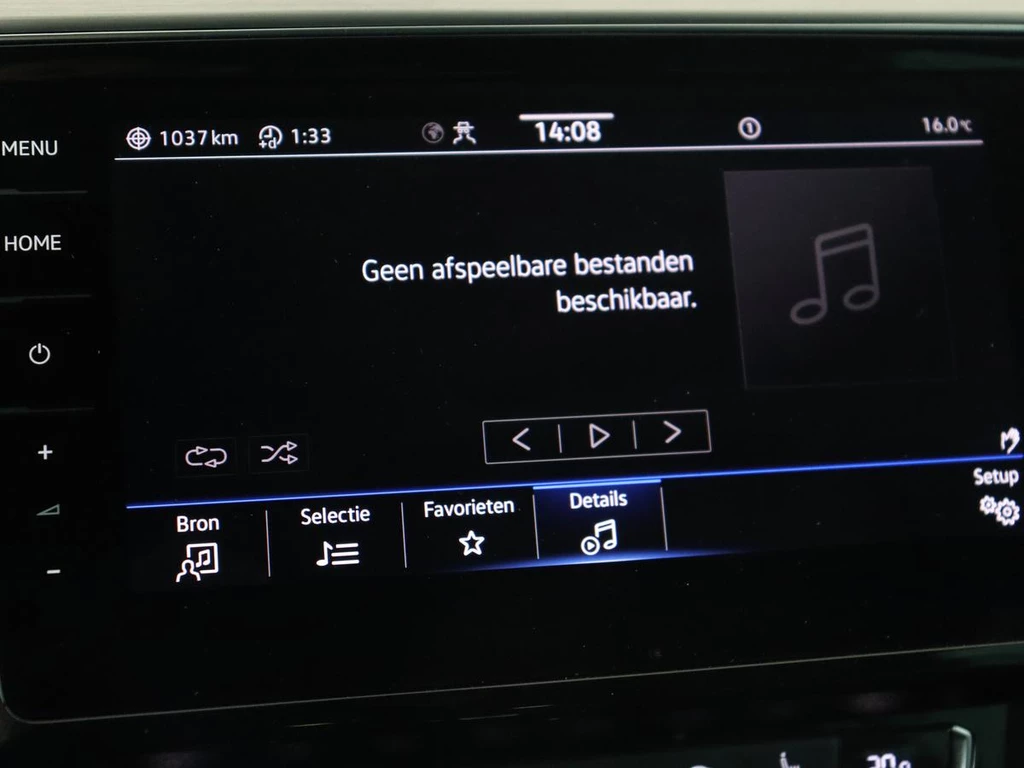 MENU
HOME
1037 km
1:33
14:08
1
16.0°C
Geen afspeelbare bestanden
beschikbaar.
Bron
Selectie
Favorieten
Details
Setup